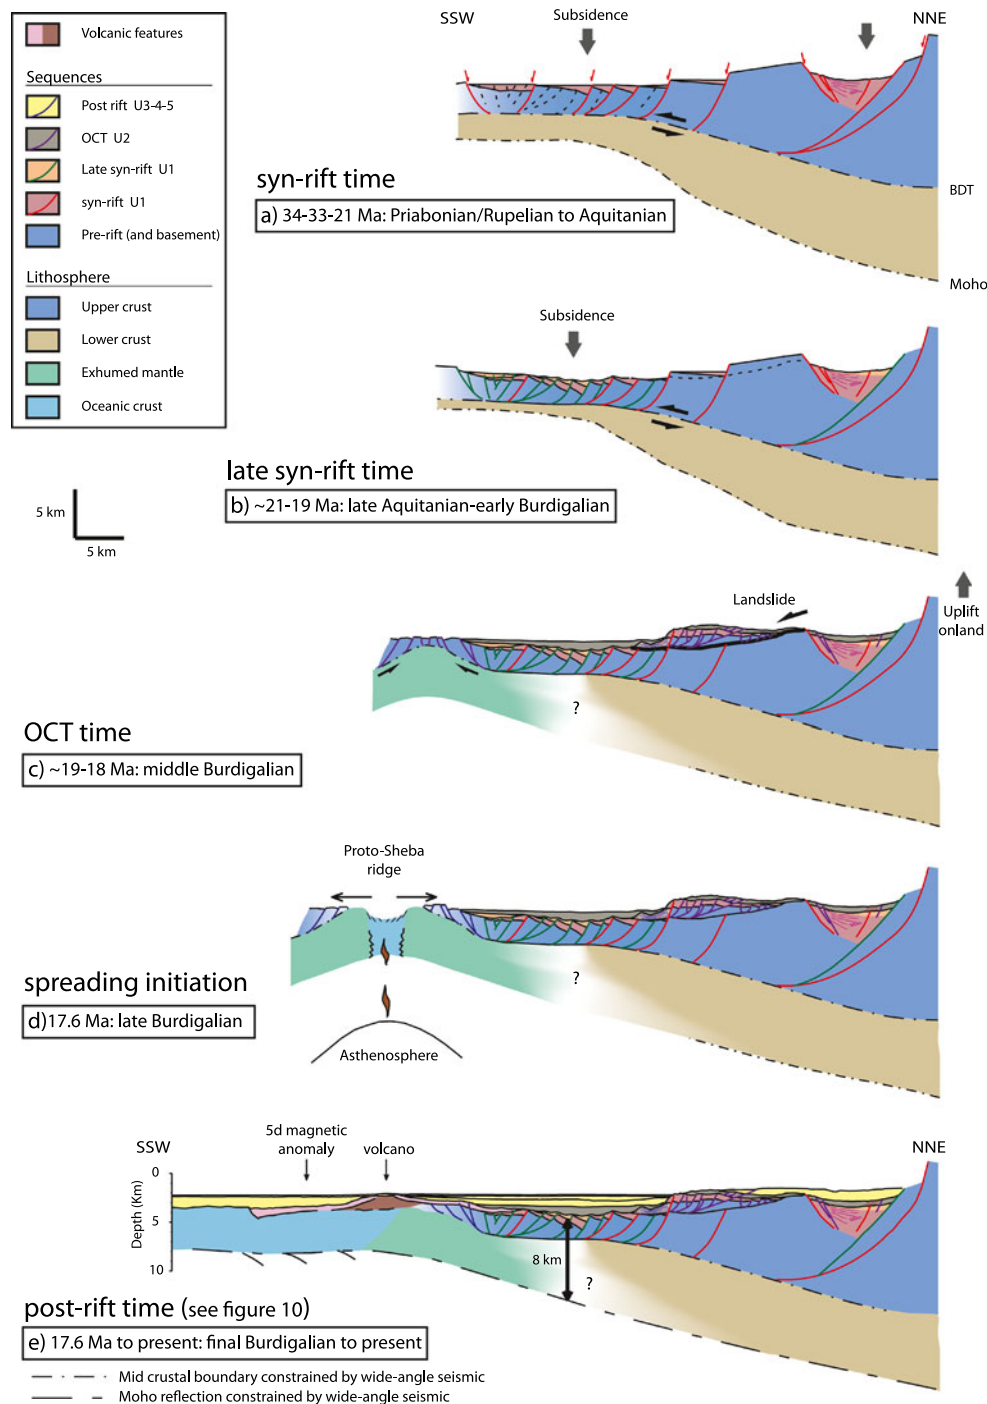 Volcanic features
Sequences
Post rift U3-4-5
OCT U2
Late syn-rift U1
syn-rift U1
Pre-rift (and basement)
Lithosphere
Upper crust
Lower crust
Exhumed mantle
Oceanic crust
SSW
Subsidence
NNE
BDT
Moho
syn-rift time
a) 34-33-21 Ma: Priabonian/Rupelian to Aquitanian
Subsidence
late syn-rift time
b) ~21-19 Ma: late Aquitanian-early Burdigalian
5 km
5 km
Landslide
Uplift
onland
?
OCT time
c) ~19-18 Ma: middle Burdigalian
Proto-Sheba
ridge
?
spreading initiation
d)17.6 Ma: late Burdigalian
Asthenosphere
SSW
5d magnetic
anomaly
volcano
NNE
Depth (Km)
0
5
10
8 km
?
post-rift time (see figure 10)
e) 17.6 Ma to present: final Burdigalian to present
Mid crustal boundary constrained by wide-angle seismic
Moho reflection constrained by wide-angle seismic